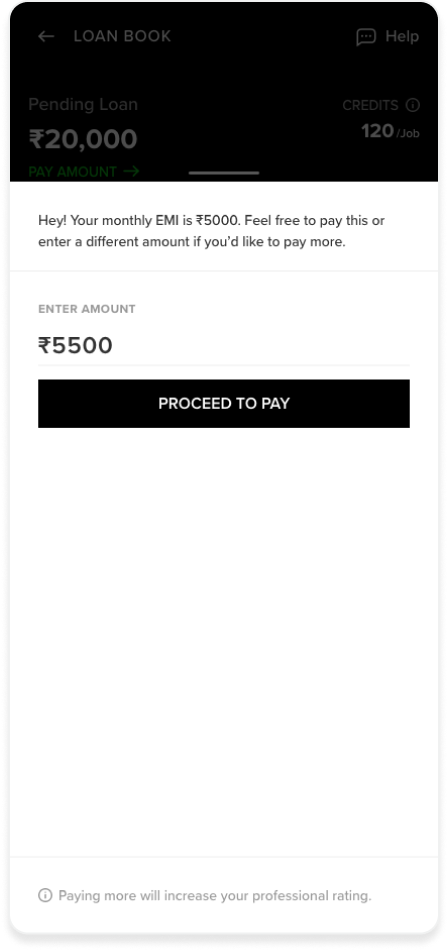 LOAN BOOK
Help
Pending Loan
CREDITS
₹20,000
120 /Job
PAY AMOUNT →
Hey! Your monthly EMI is ₹5000. Feel free to pay this or
enter a different amount if you’d like to pay more.
ENTER AMOUNT
₹5500
PROCEED TO PAY
Paying more will increase your professional rating.